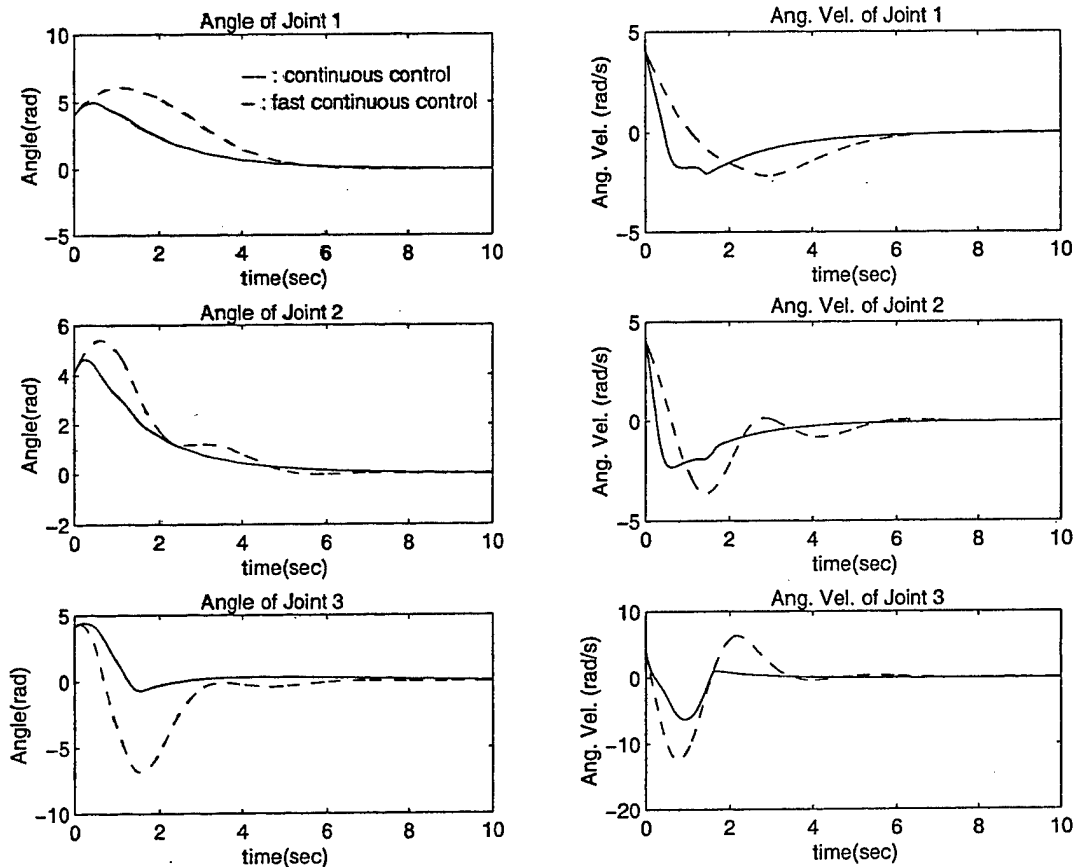 Angle of Joint 1
10
5
0
−5
Angle(rad)
— : continuous control
– : fast continuous control
0 2 4 6 8 10
time(sec)
Ang. Vel. of Joint 1
5
0
−5
Ang. Vel. (rad/s)
0 2 4 6 8 10
time(sec)
Angle of Joint 2
6
4
2
0
−2
Angle(rad)
0 2 4 6 8 10
time(sec)
Ang. Vel. of Joint 2
5
0
−5
Ang. Vel. (rad/s)
0 2 4 6 8 10
time(sec)
Angle of Joint 3
5
0
−5
−10
Angle(rad)
0 2 4 6 8 10
time(sec)
Ang. Vel. of Joint 3
10
0
−10
−20
Ang. Vel. (rad/s)
0 2 4 6 8 10
time(sec)